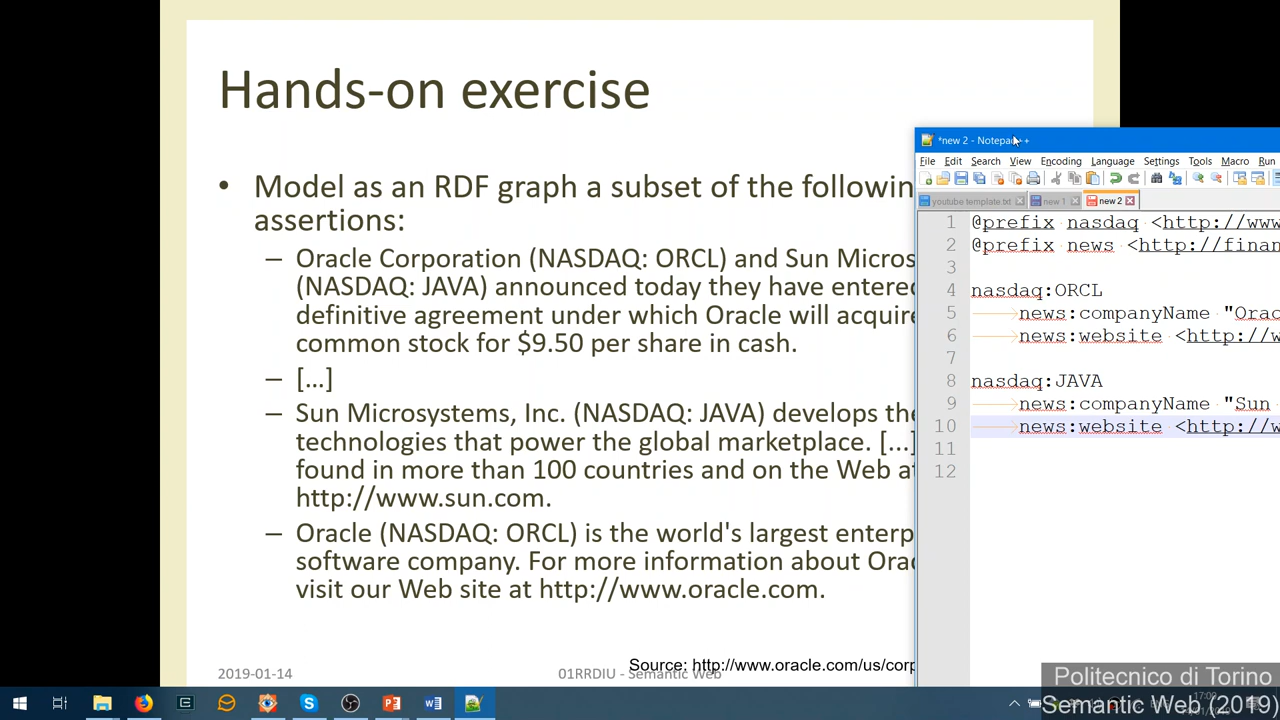 Hands-on exercise
• Model as an RDF graph a subset of the followin
assertions:
– Oracle Corporation (NASDAQ: ORCL) and Sun Micros
(NASDAQ: JAVA) announced today they have entered
definitive agreement under which Oracle will acquire
common stock for $9.50 per share in cash.
– [...]
– Sun Microsystems, Inc. (NASDAQ: JAVA) develops the
technologies that power the global marketplace. [...]
found in more than 100 countries and on the Web at
http://www.sun.com.
– Oracle (NASDAQ: ORCL) is the world's largest enterp
software company. For more information about Orac
visit our Web site at http://www.oracle.com.
2019-01-14
01RRDIU - Semantic Web
Source: http://www.oracle.com/us/corp
*new 2 - Notepad++
File Edit Search View Encoding Language Settings Tools Macro Run
youtube template.txt new 1 new 2
1 @prefix nasdaq <http://www
2 @prefix news <http://finan
3
4 nasdaq:ORCL
5 news:companyName "Orac
6 news:website <http://w
7
8 nasdaq:JAVA
9 news:companyName "Sun
10 news:website <http://w
11
12
Politecnico di Torino
Semantic Web (2019)